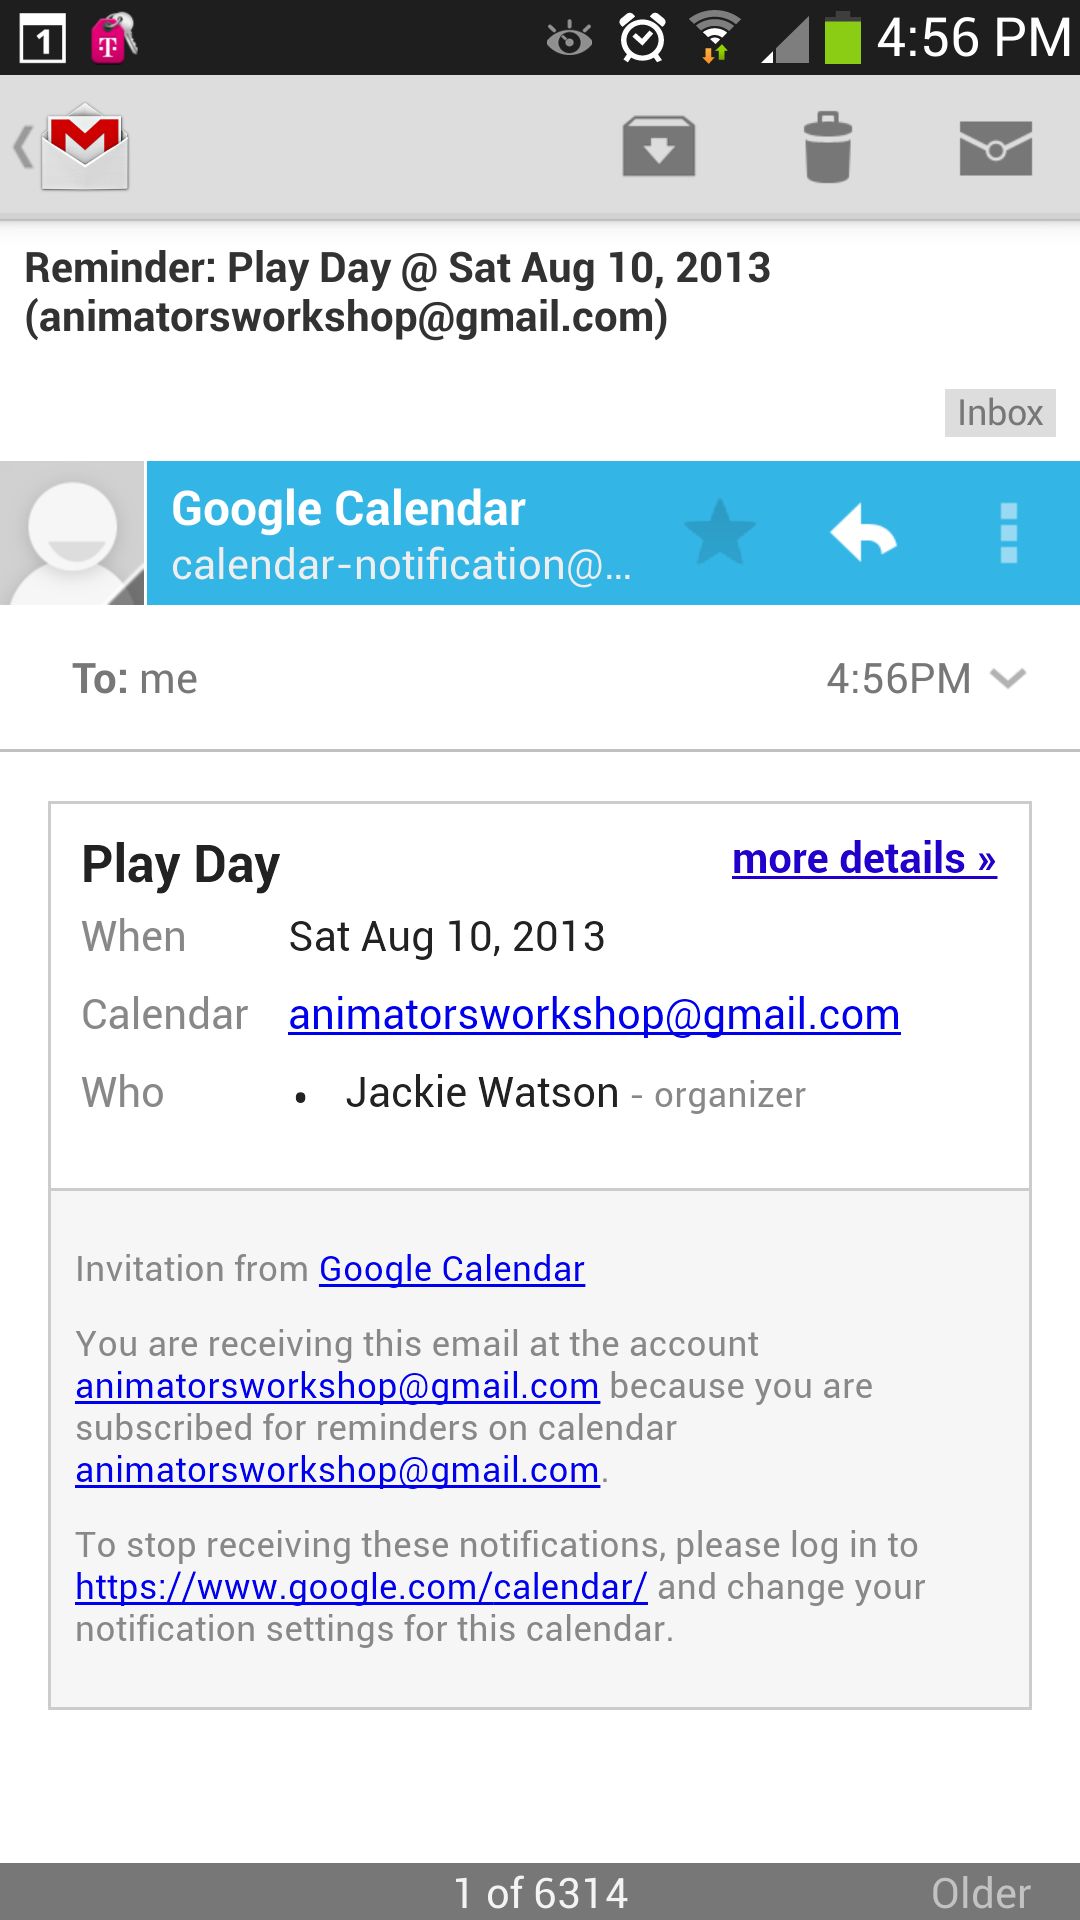 1
T
4:56 PM
Reminder: Play Day @ Sat Aug 10, 2013
(animatorsworkshop@gmail.com)
Inbox
Google Calendar
calendar-notification@...
To: me 4:56PM
Play Day more details »
When Sat Aug 10, 2013
Calendar animatorsworkshop@gmail.com
Who • Jackie Watson - organizer
Invitation from Google Calendar
You are receiving this email at the account
animatorsworkshop@gmail.com because you are
subscribed for reminders on calendar
animatorsworkshop@gmail.com.
To stop receiving these notifications, please log in to
https://www.google.com/calendar/ and change your
notification settings for this calendar.
1 of 6314 Older